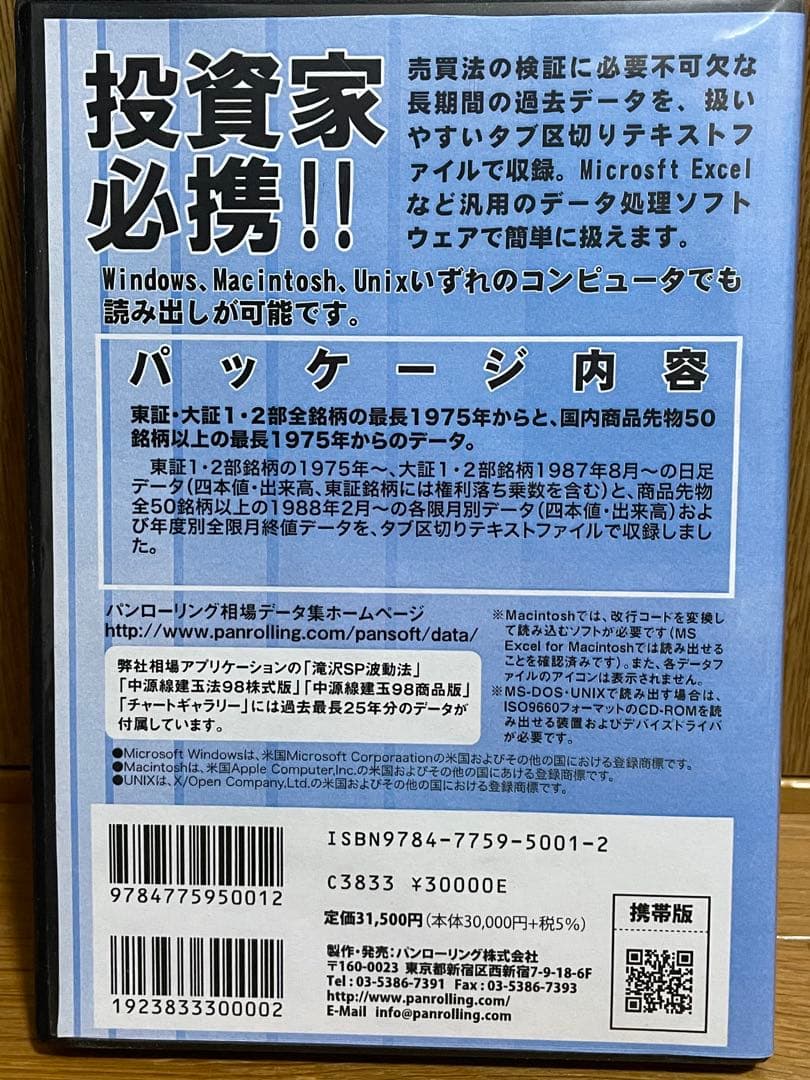 投資家
必携!!
売買法の検証に必要不可欠な
長期間の過去データを、扱い
やすいタブ区切りテキストフ
ァイルで収録。Microsft Excel
など汎用のデータ処理ソフト
ウェアで簡単に扱えます。
Windows、Macintosh、Unixいずれのコンピュータでも
読み出しが可能です。
パッケージ内容
東証・大証1・2部全銘柄の最長1975年からと、国内商品先物50
銘柄以上の最長1975年からのデータ。
東証1・2部銘柄の1975年〜、大証1・2部銘柄1987年8月〜の日足
データ(四本値・出来高、東証銘柄には権利落ち乗数を含む)と、商品先物
全50銘柄以上の1988年2月〜の各限月別データ(四本値・出来高)およ
び年度別全限月終値データを、タブ区切りテキストファイルで収録しまし
た。
パンローリング相場データ集ホームページ
http://www.panrolling.com/pansoft/data/
弊社相場アプリケーションの「滝沢SP波動法」
「中源線建玉法98株式版」「中源線建玉98商品版」
「チャートギャラリー」には過去最長25年分のデータが
付属しています。
※Macintoshでは、改行コードを変換し
て読み込むソフトが必要です(MS
Excel for Macintoshでは読み出せる
ことを確認済みです)。また、各データフ
ァイルのアイコンは表示されません。
※MS-DOS・UNIXで読み出す場合は、
ISO9660フォーマットのCD-ROMを読
み出せる装置およびデバイスドライバ
が必要です。
●Microsoft Windowsは、米国Microsoft Corporaationの米国およびその他の国における登録商標です。
●Macintoshは、米国Apple Computer,Inc.の米国およびその他の国にあける登録商標です。
●UNIXは、X/Open Company,Ltd.の米国およびその他の国における登録商標です。
ISBN9784-7759-5001-2
9784775950012
C3833 ¥30000E
定価31,500円(本体30,000円+税5%)
1923833300002
製作・発売:パンローリング株式会社
〒160-0023 東京都新宿区西新宿7-9-18-6F
Tel:03-5386-7391 Fax:03-5386-7393
http://www.panrolling.com/
E-Mail info@panrolling.com
携帯版